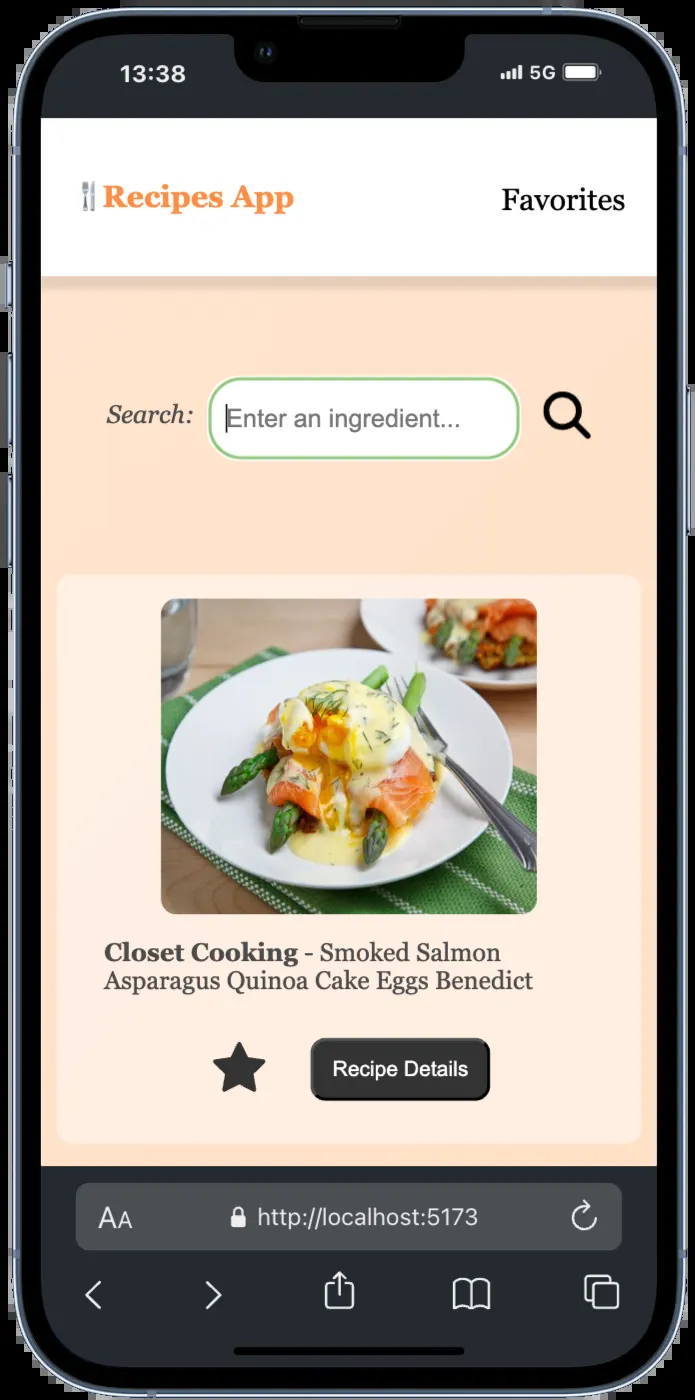 13:38
5G
Recipes App
Favorites
Search:
Enter an ingredient...
Closet Cooking - Smoked Salmon
Asparagus Quinoa Cake Eggs Benedict
Recipe Details
AA
http://localhost:5173